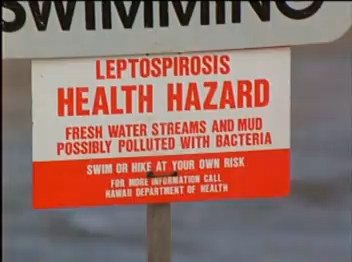 SWIMMING
LEPTOSPIROSIS
HEALTH HAZARD
FRESH WATER STREAMS AND MUD
POSSIBLY POLLUTED WITH BACTERIA
SWIM OR HIKE AT YOUR OWN RISK
FOR MORE INFORMATION CALL
HAWAII DEPARTMENT OF HEALTH